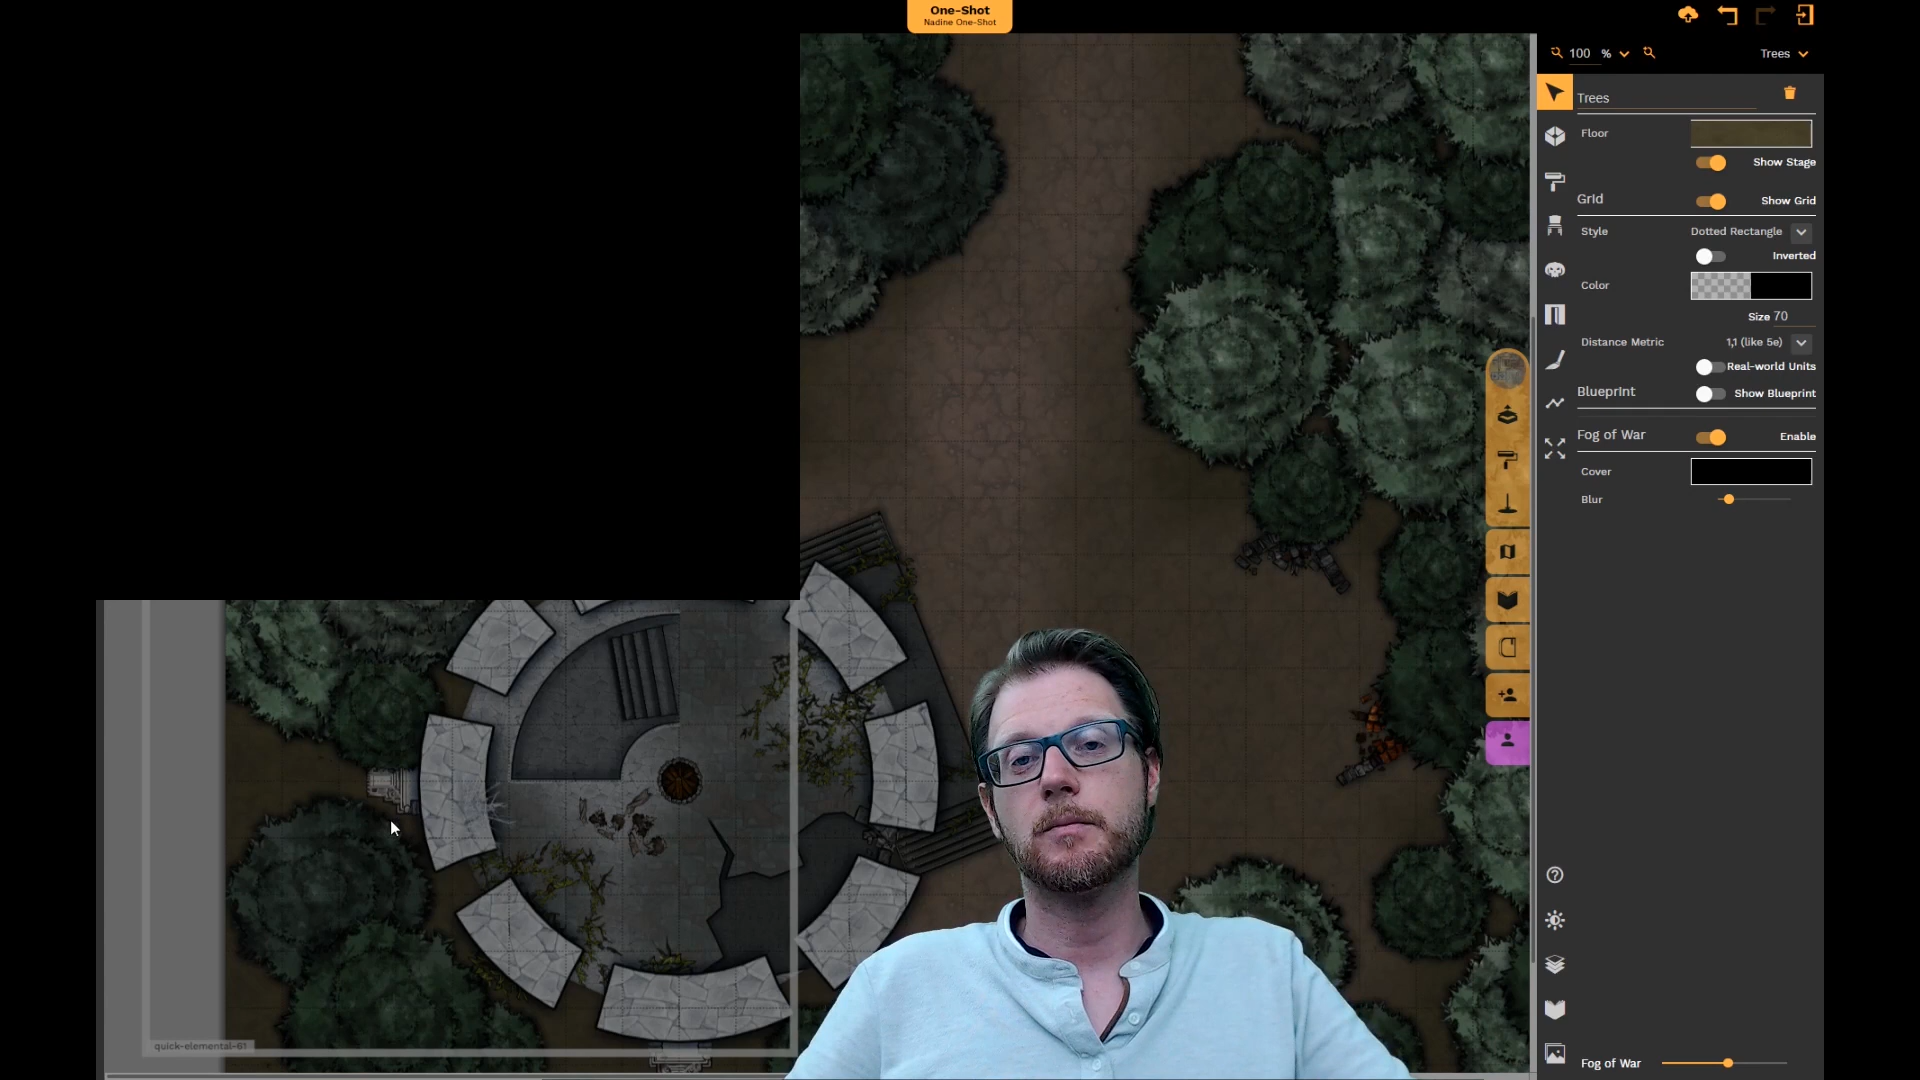 One-Shot
Nadine One-Shot
100 %
Trees
Trees
Floor
Show Stage
Grid
Show Grid
Style
Dotted Rectangle
Inverted
Color
Size 70
Distance Metric
1,1 (like 5e)
Real-world Units
Blueprint
Show Blueprint
Fog of War
Enable
Cover
Blur
quick-elemental-61
Fog of War